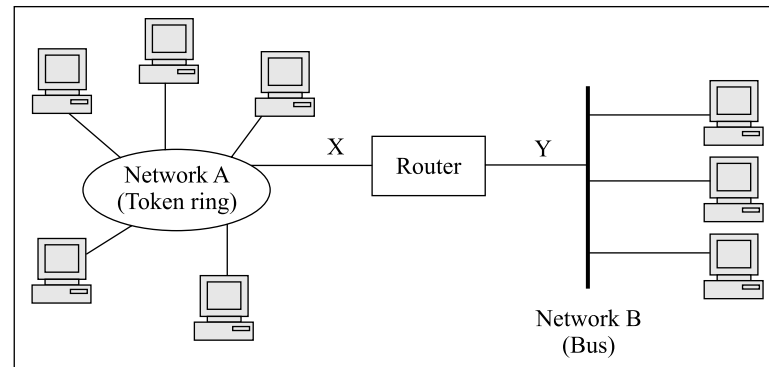 Network A
(Token ring)
X
Router
Y
Network B
(Bus)